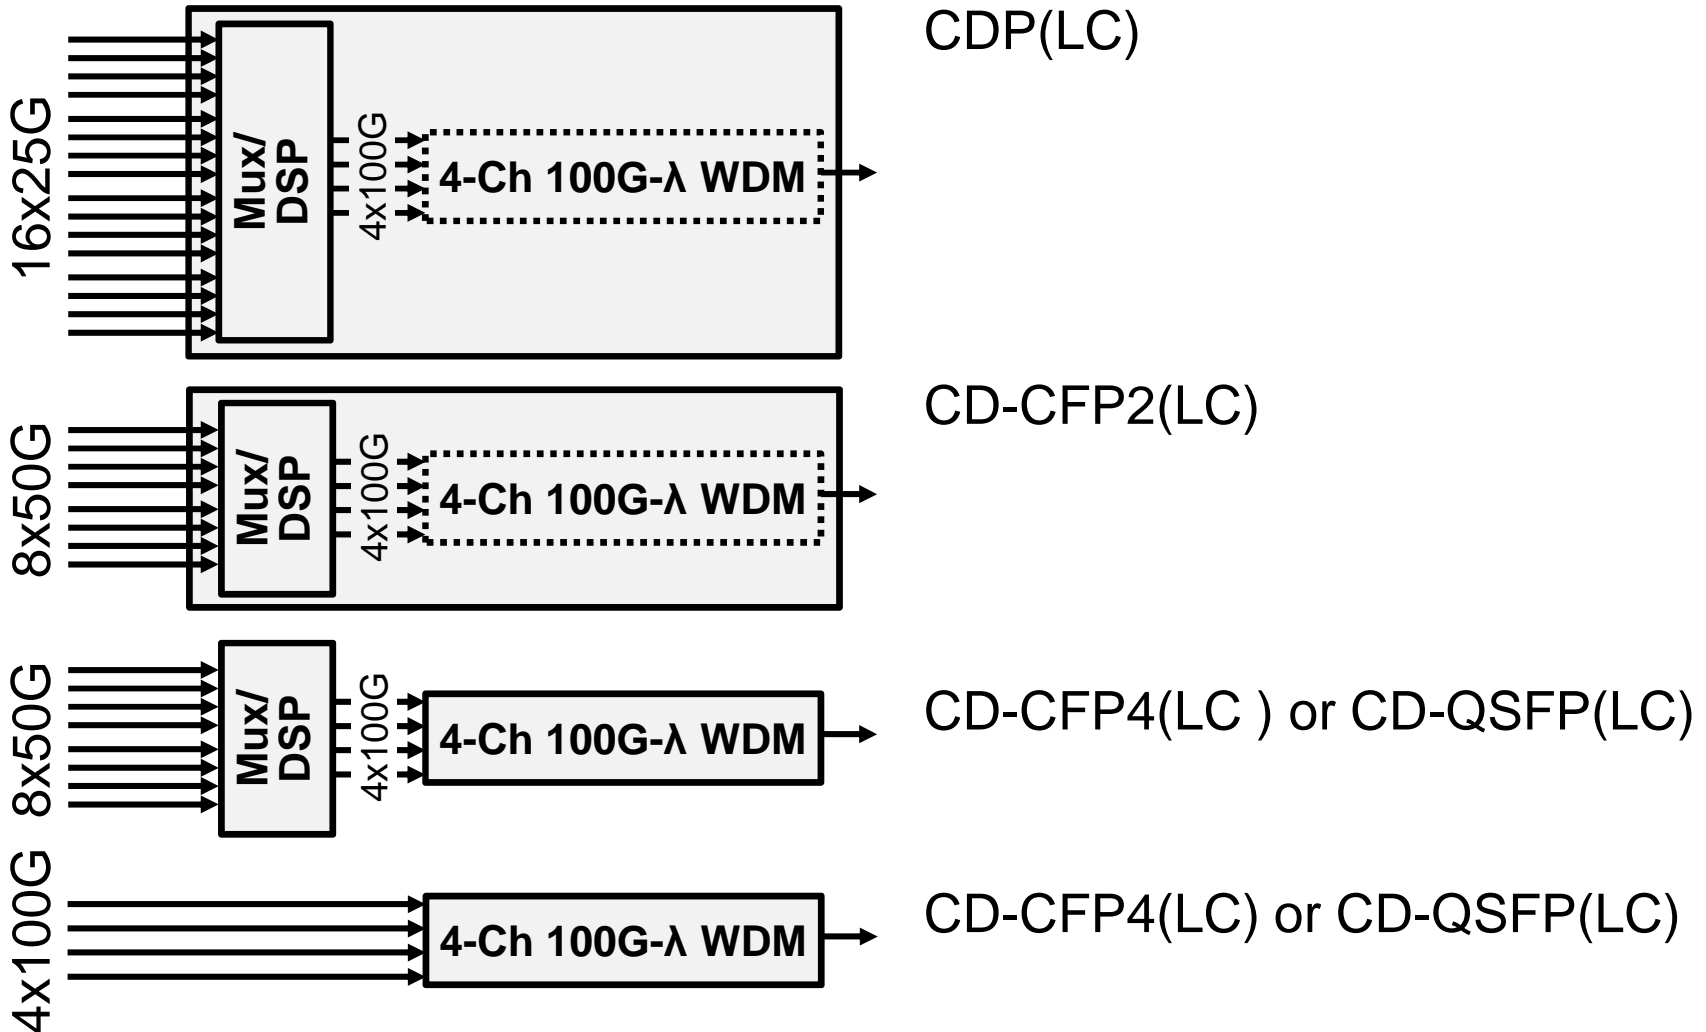 CDP(LC)
16x25G
Mux/
DSP
4x100G
4-Ch 100G-λ WDM
CD-CFP2(LC)
8x50G
Mux/
DSP
4x100G
4-Ch 100G-λ WDM
8x50G
Mux/
DSP
4x100G
4-Ch 100G-λ WDM
CD-CFP4(LC ) or CD-QSFP(LC)
4x100G
4-Ch 100G-λ WDM
CD-CFP4(LC) or CD-QSFP(LC)